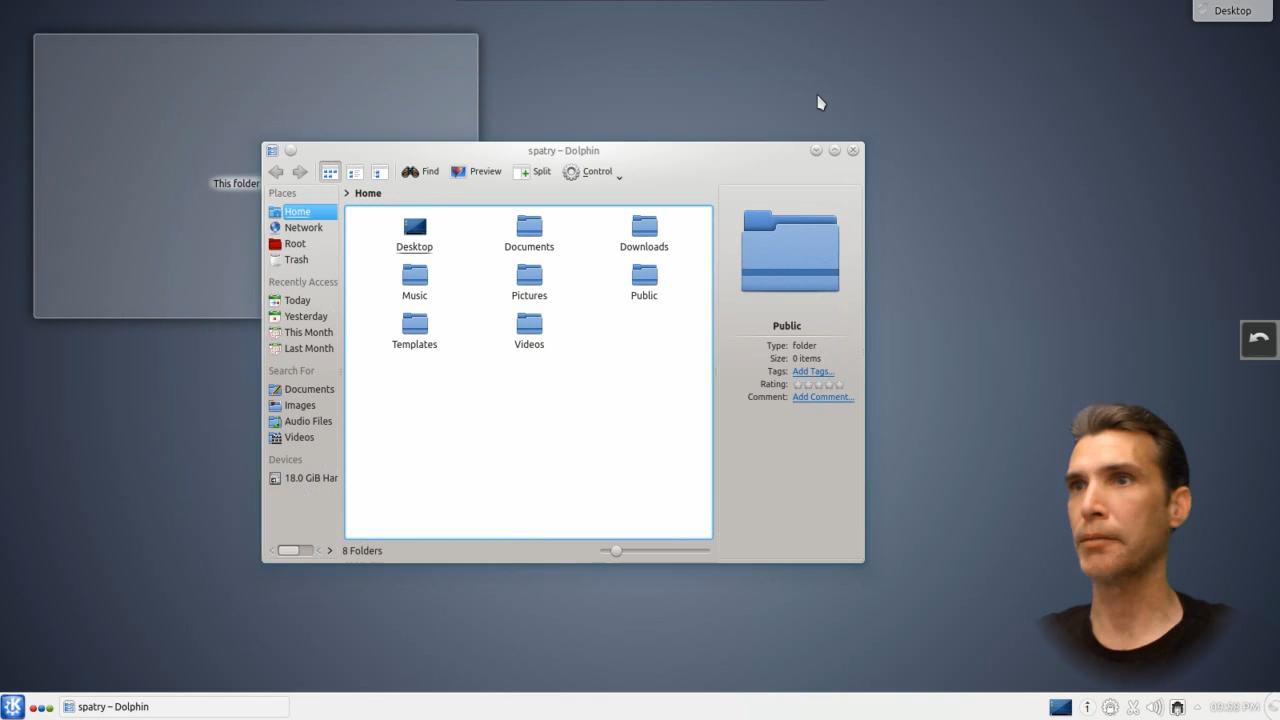 Desktop
This folder
spatry – Dolphin
Find
Preview
Split
Control
Places
> Home
Home
Network
Root
Trash
Recently Access
Today
Yesterday
This Month
Last Month
Search For
Documents
Images
Audio Files
Videos
Devices
18.0 GiB Har
Desktop
Documents
Downloads
Music
Pictures
Public
Templates
Videos
Public
Type: folder
Size: 0 items
Tags: Add Tags...
Rating:
Comment: Add Comment...
8 Folders
spatry – Dolphin